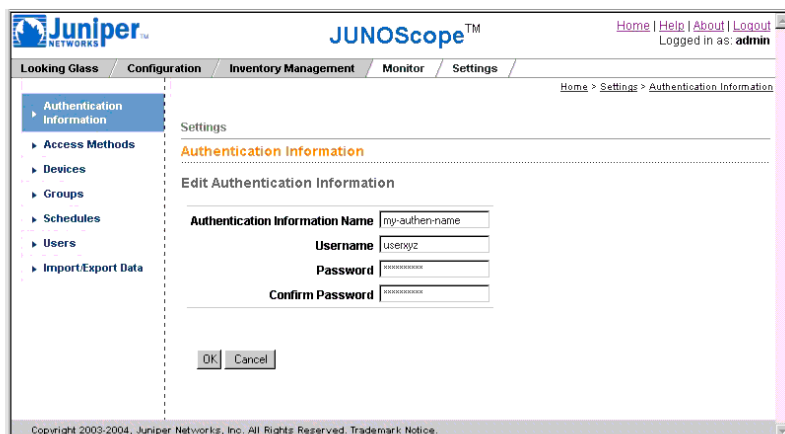 Juniper™
NETWORKS
JUNOScope™
Home | Help | About | Logout
Logged in as: admin
Looking Glass / Configuration / Inventory Management / Monitor / Settings /
Home > Settings > Authentication Information
Authentication
Information
Access Methods
Devices
Groups
Schedules
Users
Import/Export Data
Settings
Authentication Information
Edit Authentication Information
Authentication Information Name my-authen-name
Username userxyz
Password **********
Confirm Password **********
OK Cancel
Copyright 2003-2004, Juniper Networks, Inc. All Rights Reserved. Trademark Notice.